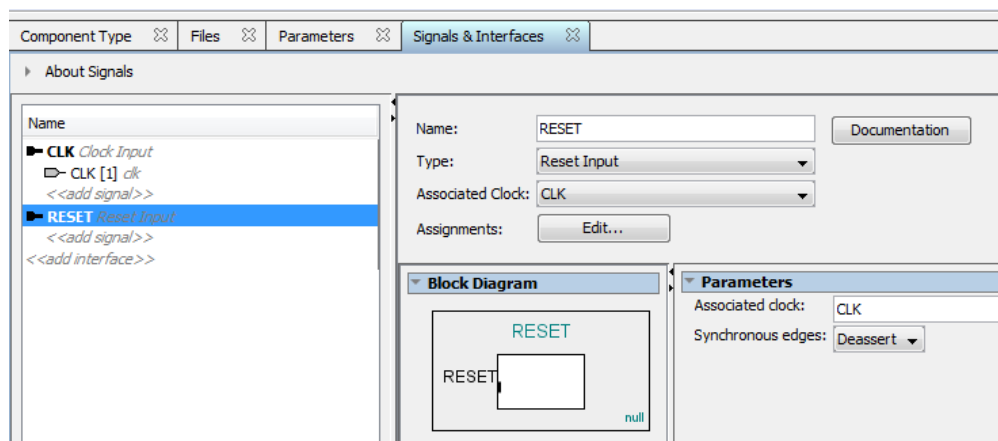 Component Type Files Parameters Signals & Interfaces
About Signals
Name
CLK Clock Input
CLK [1] clk
<<add signal>>
RESET Reset Input
<<add signal>>
<<add interface>>
Name: RESET Documentation
Type: Reset Input
Associated Clock: CLK
Assignments: Edit...
Block Diagram
RESET
RESET
null
Parameters
Associated clock: CLK
Synchronous edges: Deassert